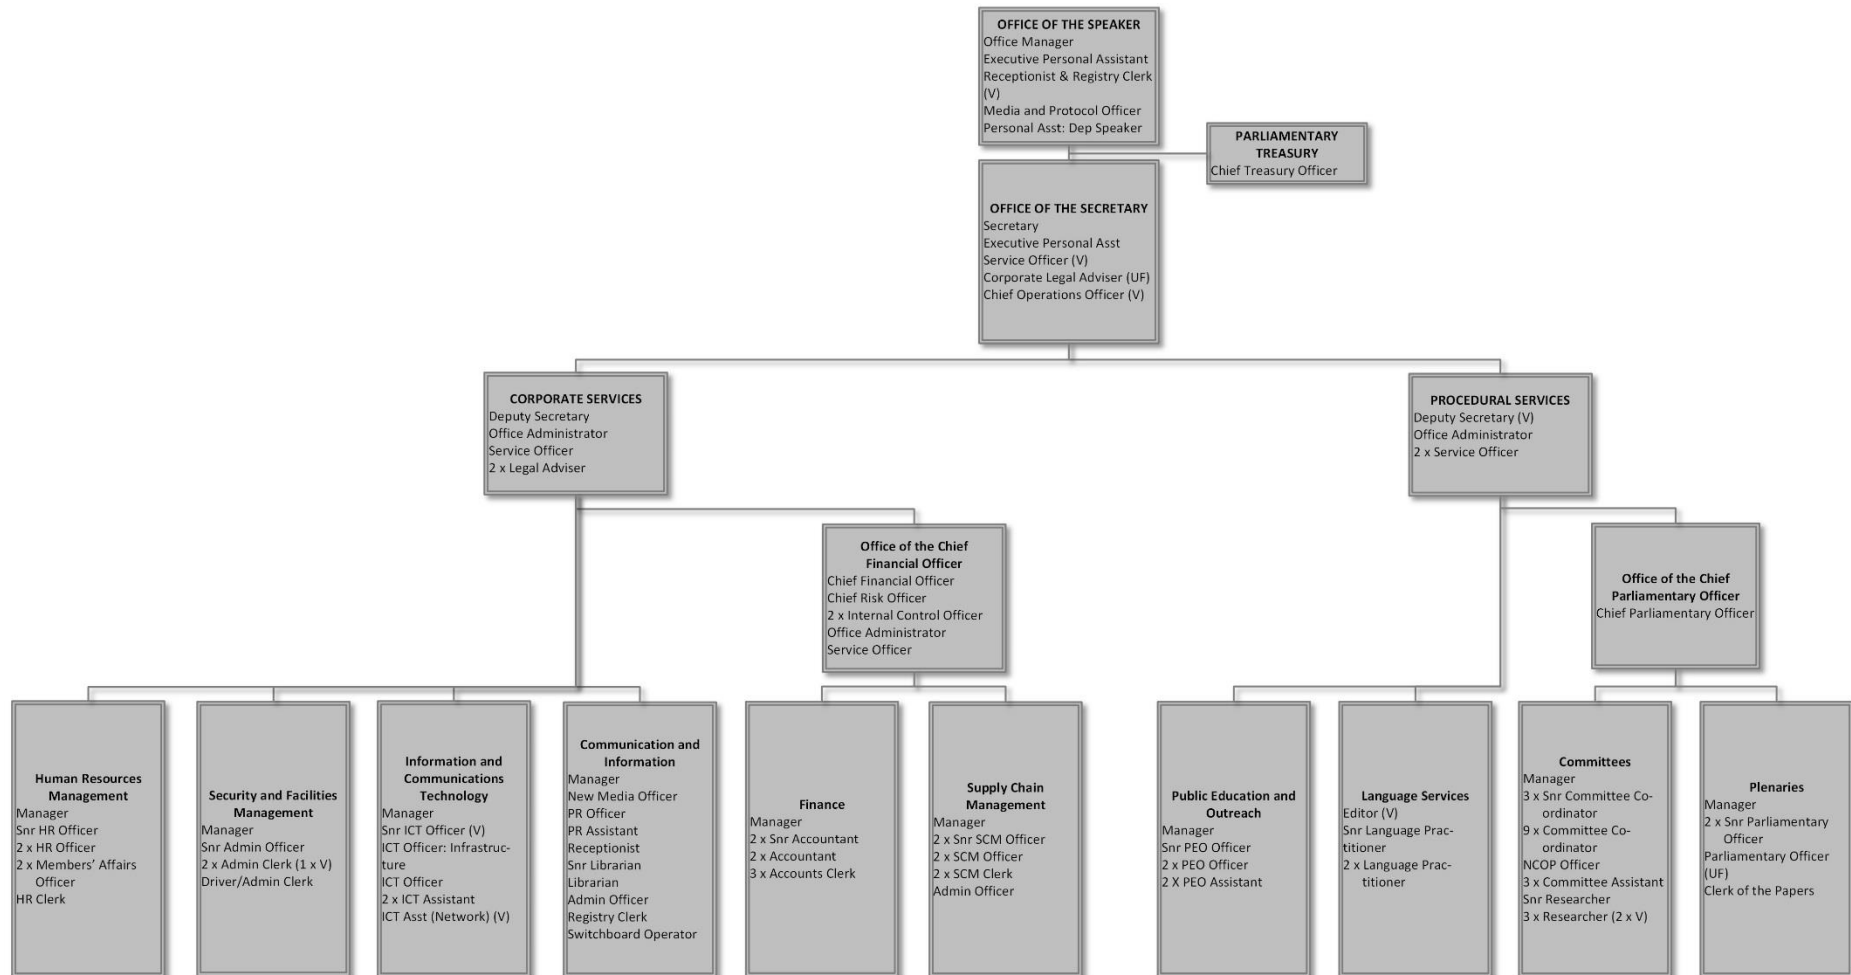 OFFICE OF THE SPEAKER
Office Manager
Executive Personal Assistant
Receptionist & Registry Clerk
(V)
Media and Protocol Officer
Personal Asst: Dep Speaker
PARLIAMENTARY
TREASURY
Chief Treasury Officer
OFFICE OF THE SECRETARY
Secretary
Executive Personal Asst
Service Officer (V)
Corporate Legal Adviser (UF)
Chief Operations Officer (V)
CORPORATE SERVICES
Deputy Secretary
Office Administrator
Service Officer
2 x Legal Adviser
PROCEDURAL SERVICES
Deputy Secretary (V)
Office Administrator
2 x Service Officer
Office of the Chief
Financial Officer
Chief Financial Officer
Chief Risk Officer
2 x Internal Control Officer
Office Administrator
Service Officer
Office of the Chief
Parliamentary Officer
Chief Parliamentary Officer
Human Resources
Management
Manager
Snr HR Officer
2 x HR Officer
2 x Members’ Affairs
Officer
HR Clerk
Security and Facilities
Management
Manager
Snr Admin Officer
2 x Admin Clerk (1 x V)
Driver/Admin Clerk
Information and
Communications
Technology
Manager
Snr ICT Officer (V)
ICT Officer: Infrastruc-
ture
ICT Officer
2 x ICT Assistant
ICT Asst (Network) (V)
Communication and
Information
Manager
New Media Officer
PR Officer
PR Assistant
Receptionist
Snr Librarian
Librarian
Admin Officer
Registry Clerk
Switchboard Operator
Finance
Manager
2 x Snr Accountant
2 x Accountant
3 x Accounts Clerk
Supply Chain
Management
Manager
2 x Snr SCM Officer
2 x SCM Officer
2 x SCM Clerk
Admin Officer
Public Education and
Outreach
Manager
Snr PEO Officer
2 x PEO Officer
2 X PEO Assistant
Language Services
Editor (V)
Snr Language Prac-
titioner
2 x Language Prac-
titioner
Committees
Manager
3 x Snr Committee Co-
ordinator
9 x Committee Co-
ordinator
NCOP Officer
3 x Committee Assistant
Snr Researcher
3 x Researcher (2 x V)
Plenaries
Manager
2 x Snr Parliamentary
Officer
Parliamentary Officer
(UF)
Clerk of the Papers